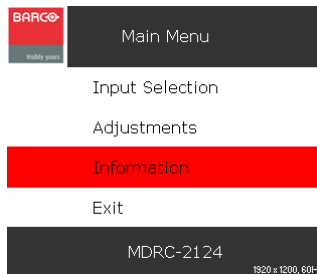 BARCO
Visibly yours
Main Menu
Input Selection
Adjustments
Information
Exit
MDRC-2124
1920 x 1200, 60H